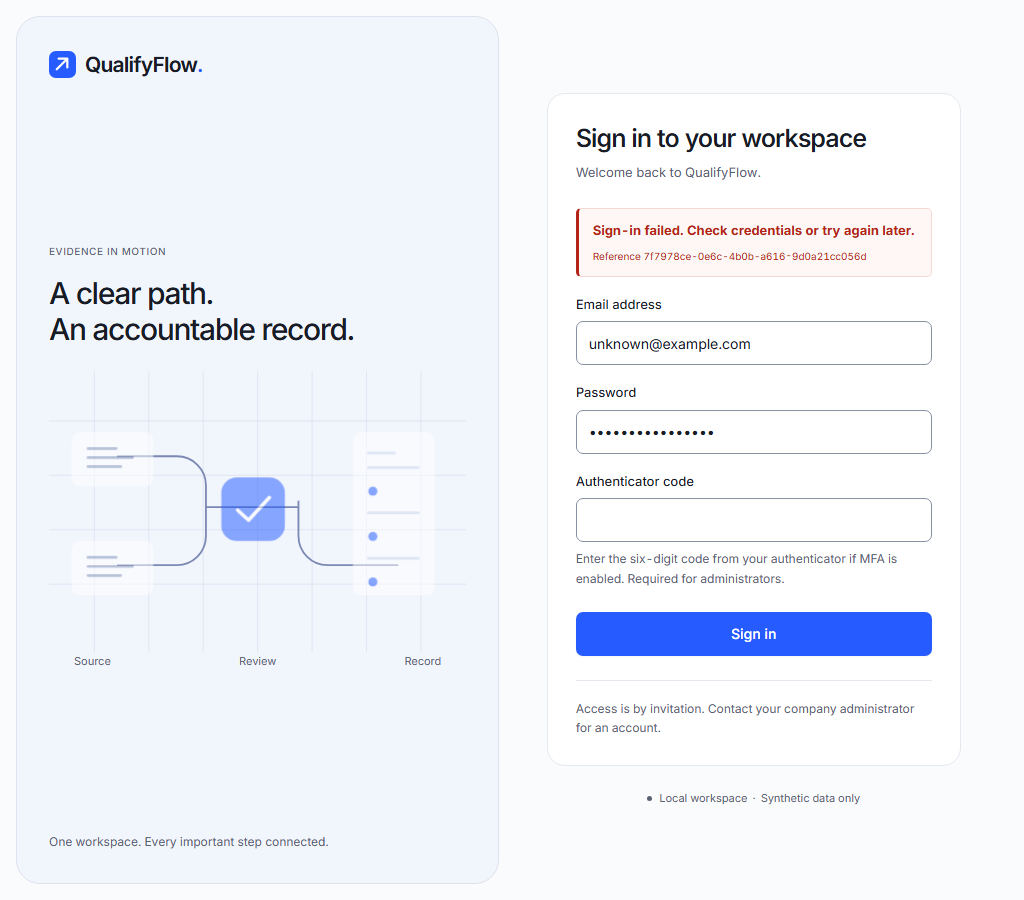 QualifyFlow.
EVIDENCE IN MOTION
A clear path.
An accountable record.
Source
Review
Record
One workspace. Every important step connected.
Sign in to your workspace
Welcome back to QualifyFlow.
Sign-in failed. Check credentials or try again later.
Reference 7f7978ce-0e6c-4b0b-a616-9d0a21cc056d
Email address
unknown@example.com
Password
••••••••••••••••
Authenticator code
Enter the six-digit code from your authenticator if MFA is
enabled. Required for administrators.
Sign in
Access is by invitation. Contact your company administrator
for an account.
Local workspace · Synthetic data only